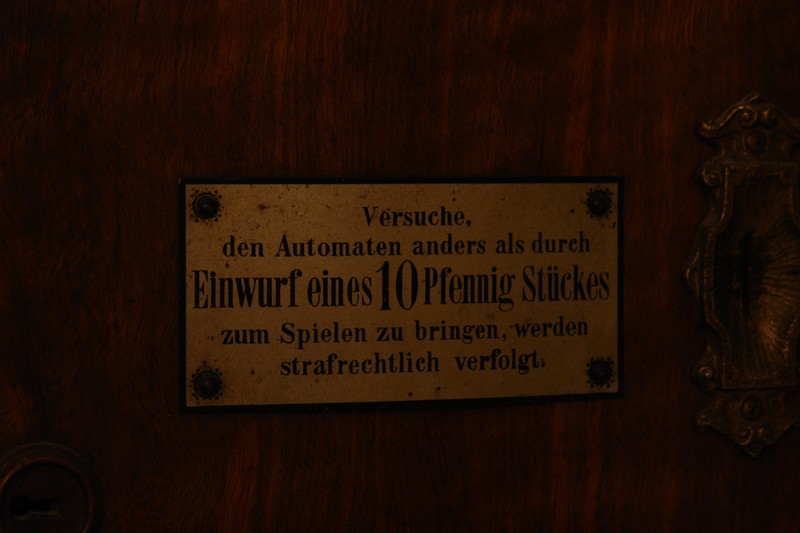 Versuche,
den Automaten anders als durch
Einwurf eines 10 Pfennig Stückes
zum Spielen zu bringen, werden
strafrechtlich verfolgt.